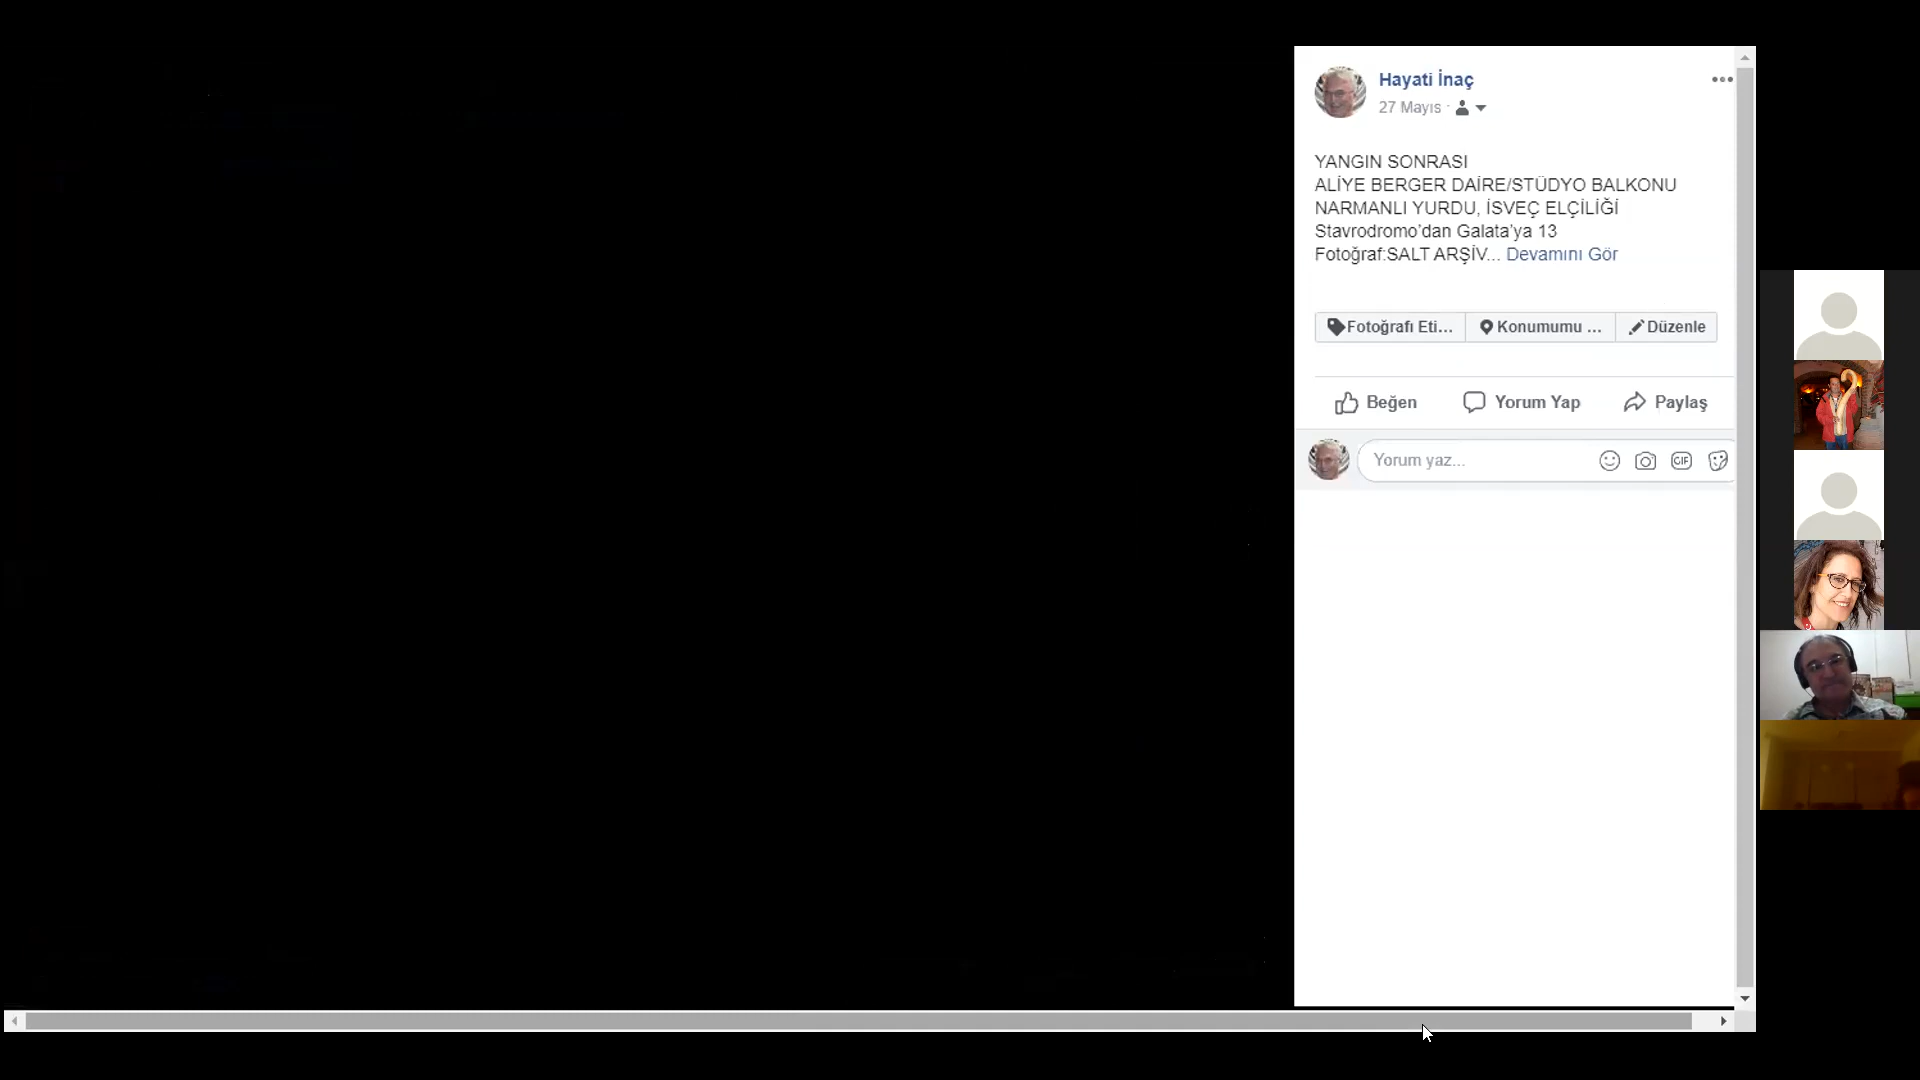 Hayati İnaç
27 Mayıs ·
YANGIN SONRASI
ALİYE BERGER DAİRE/STÜDYO BALKONU
NARMANLI YURDU, İSVEÇ ELÇİLİĞİ
Stavrodromo'dan Galata'ya 13
Fotoğraf:SALT ARŞİV... Devamını Gör
Fotoğrafı Eti... Konumumu ... Düzenle
Beğen Yorum Yap Paylaş
Yorum yaz... GIF